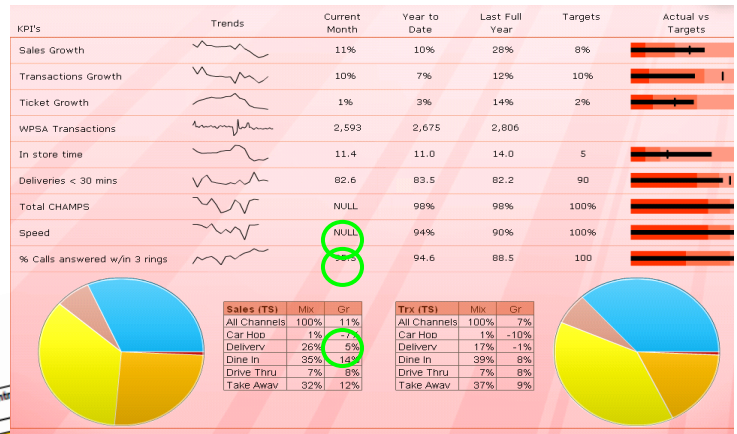 KPI's Trends Current Month Year to Date Last Full Year Targets Actual vs Targets
Sales Growth 11% 10% 28% 8%
Transactions Growth 10% 7% 12% 10%
Ticket Growth 1% 3% 14% 2%
WPSA Transactions 2,593 2,675 2,806
In store time 11.4 11.0 14.0 5
Deliveries < 30 mins 82.6 83.5 82.2 90
Total CHAMPS NULL 98% 98% 100%
Speed NULL 94% 90% 100%
% Calls answered w/in 3 rings 94.6 88.5 100
Sales (TS) Mix Gr
All Channels 100% 11%
Car Hop 1% -7%
Delivery 26% 5%
Dine In 35% 14%
Drive Thru 7% 8%
Take Away 32% 12%
Trx (TS) Mix Gr
All Channels 100% 7%
Car Hop 1% -10%
Delivery 17% -1%
Dine In 39% 8%
Drive Thru 7% 8%
Take Away 37% 9%